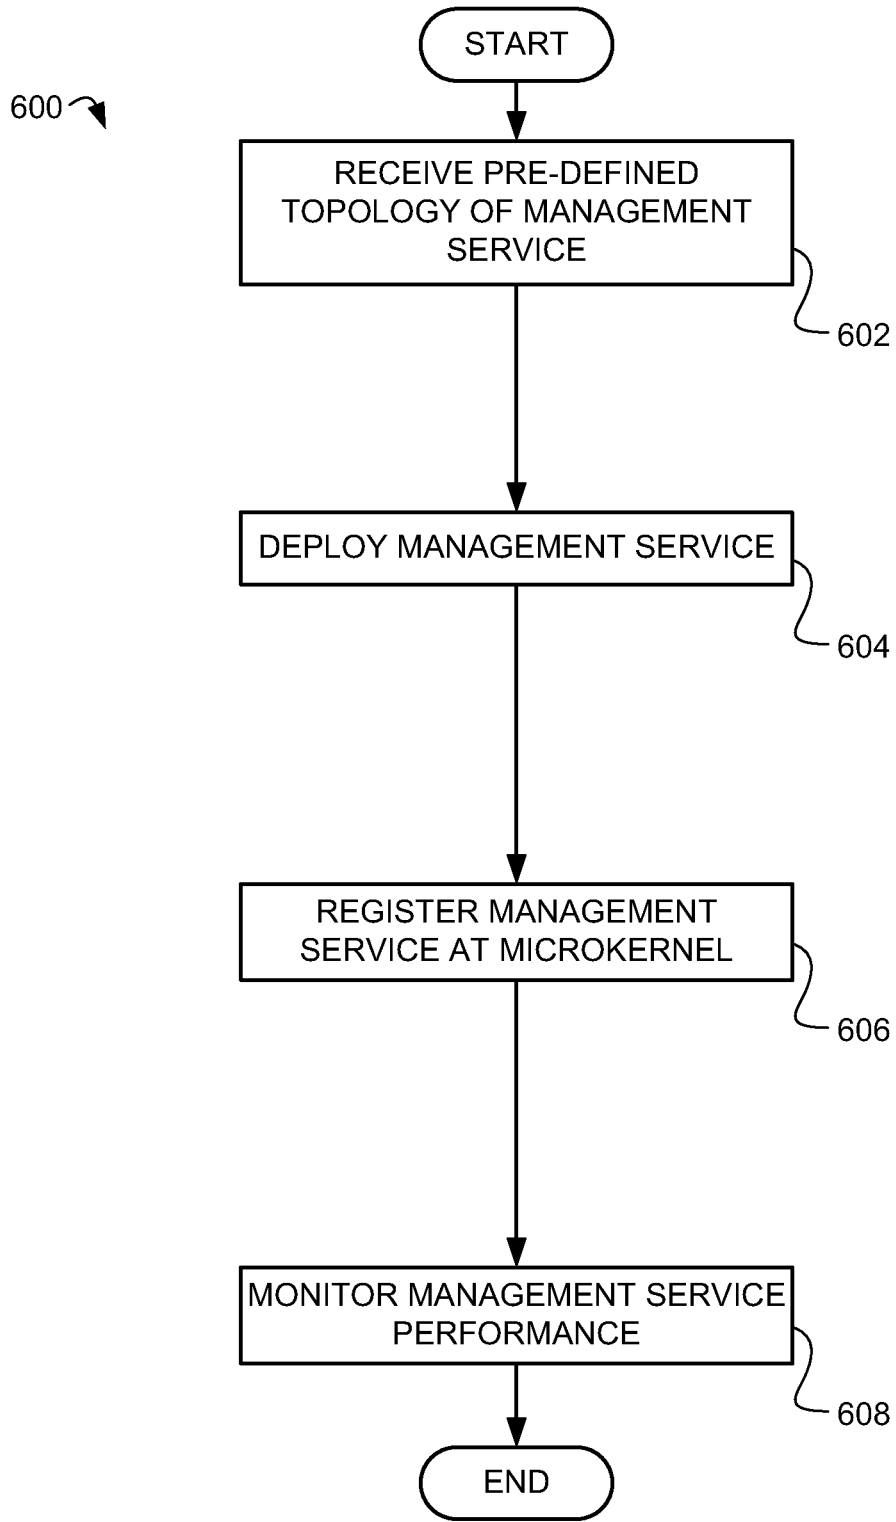 START
600
RECEIVE PRE-DEFINED
TOPOLOGY OF MANAGEMENT
SERVICE
602
DEPLOY MANAGEMENT SERVICE
604
REGISTER MANAGEMENT
SERVICE AT MICROKERNEL
606
MONITOR MANAGEMENT SERVICE
PERFORMANCE
608
END